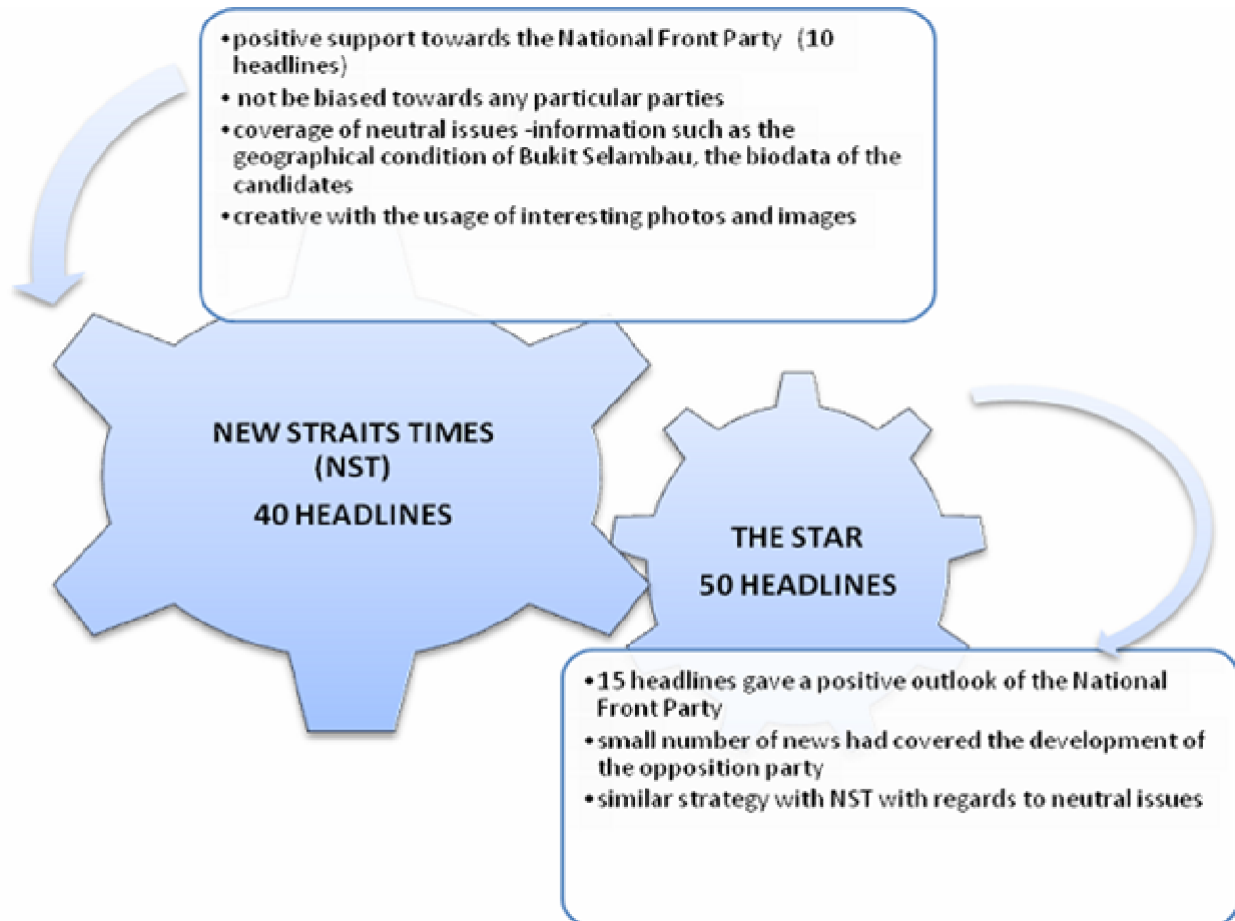 •positive support towards the National Front Party (10
headlines)
• not be biased towards any particular parties
•coverage of neutral issues -information such as the
geographical condition of Bukit Selambau, the biodata of the
candidates
•creative with the usage of interesting photos and images
NEW STRAITS TIMES
(NST)
40 HEADLINES
THE STAR
50 HEADLINES
•15 headlines gave a positive outlook of the National
Front Party
•small number of news had covered the development of
the opposition party
•similar strategy with NST with regards to neutral issues